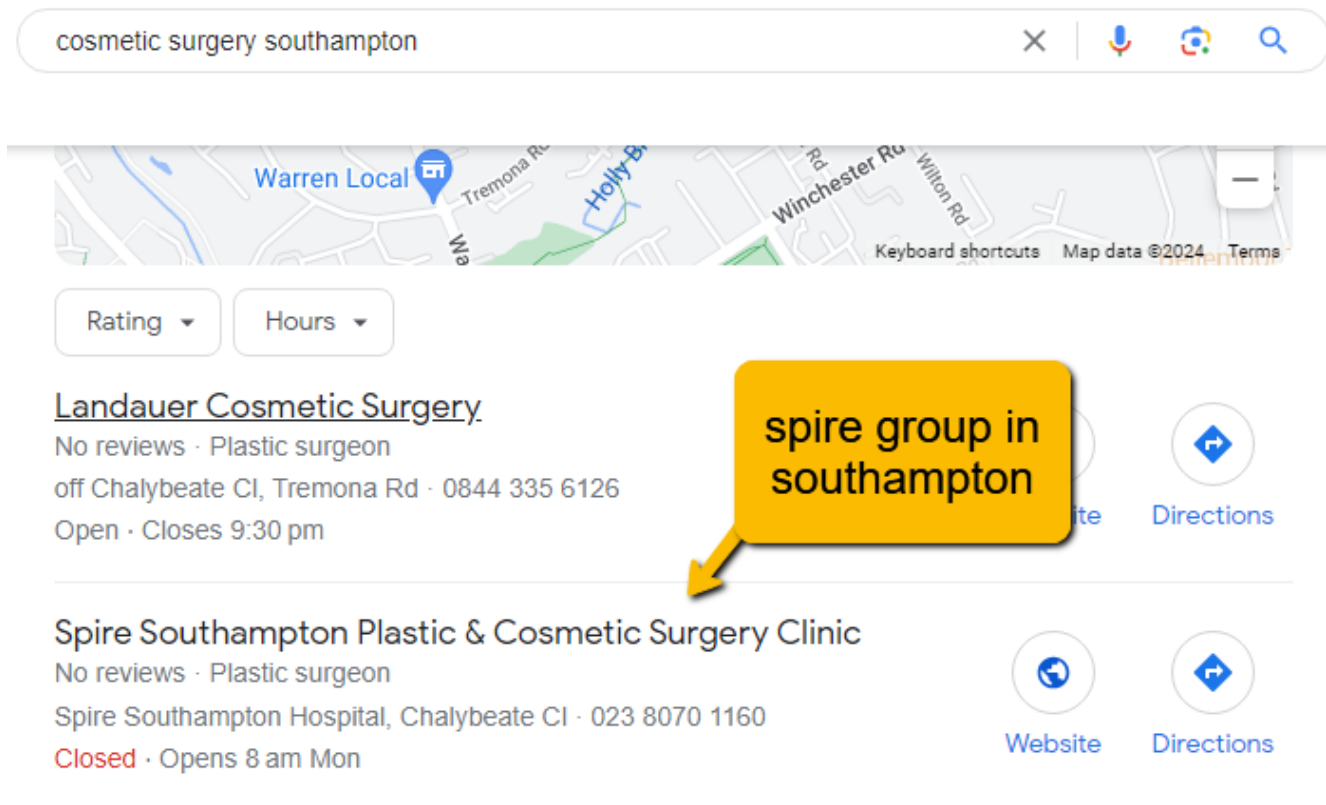 cosmetic surgery southampton
Warren Local
Tremona R
Holly B
Winchester Rd
Rd
Wilton Rd
Wa
Keyboard shortcuts Map data ©2024 Terms
Rating
Hours
Landauer Cosmetic Surgery
No reviews · Plastic surgeon
off Chalybeate Cl, Tremona Rd · 0844 335 6126
Open · Closes 9:30 pm
spire group in
southampton
ite
Directions
Spire Southampton Plastic & Cosmetic Surgery Clinic
No reviews · Plastic surgeon
Spire Southampton Hospital, Chalybeate Cl · 023 8070 1160
Closed · Opens 8 am Mon
Website
Directions